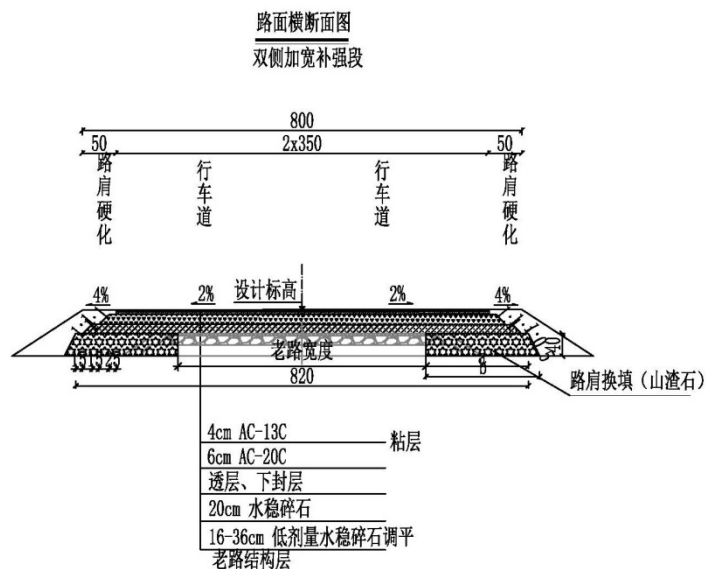 路面横断面图
双侧加宽补强段
800
50 2x350 50
路肩硬化 行车道 行车道 路肩硬化
4% 2% 设计标高 2% 4%
老路宽度
15 15 25
40
820
路肩换填（山渣石）
4cm AC-13C 粘层
6cm AC-20C
透层、下封层
20cm 水稳碎石
16-36cm 低剂量水稳碎石调平
老路结构层